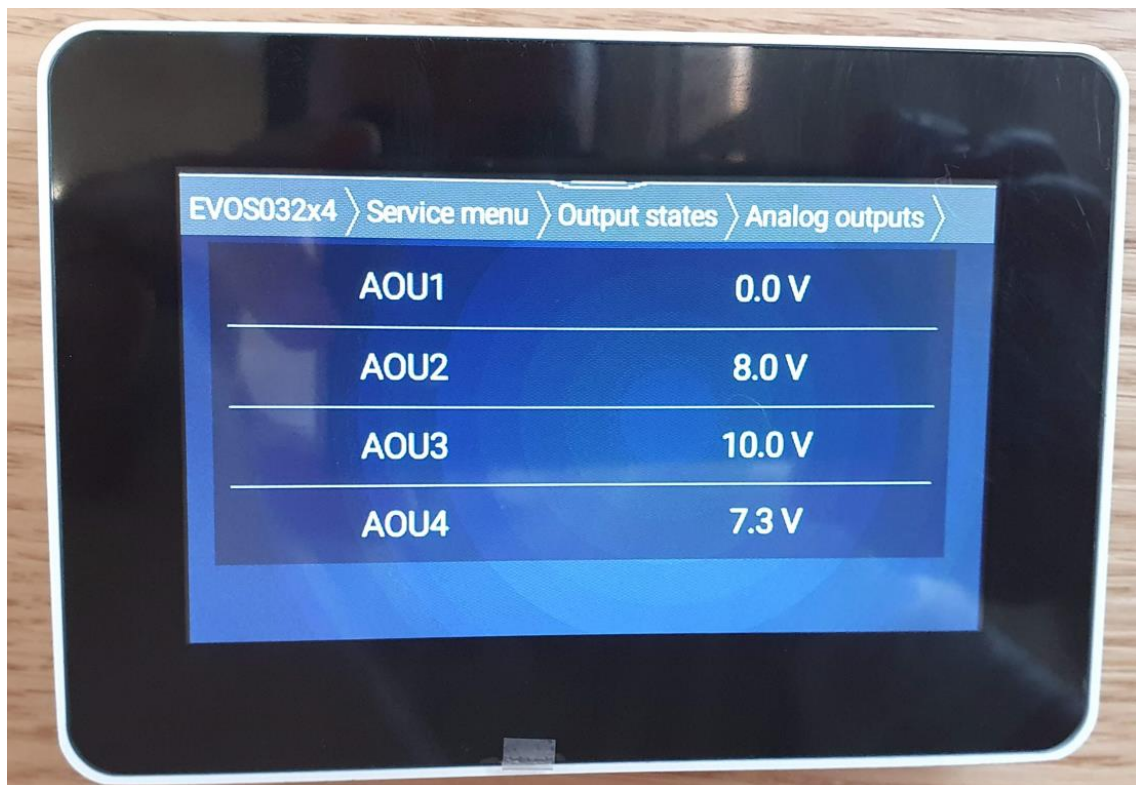 EVOS032x4 Service menu Output states Analog outputs
AOU1 0.0 V
AOU2 8.0 V
AOU3 10.0 V
AOU4 7.3 V